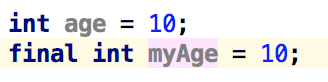 int age = 10;
final int myAge = 10;